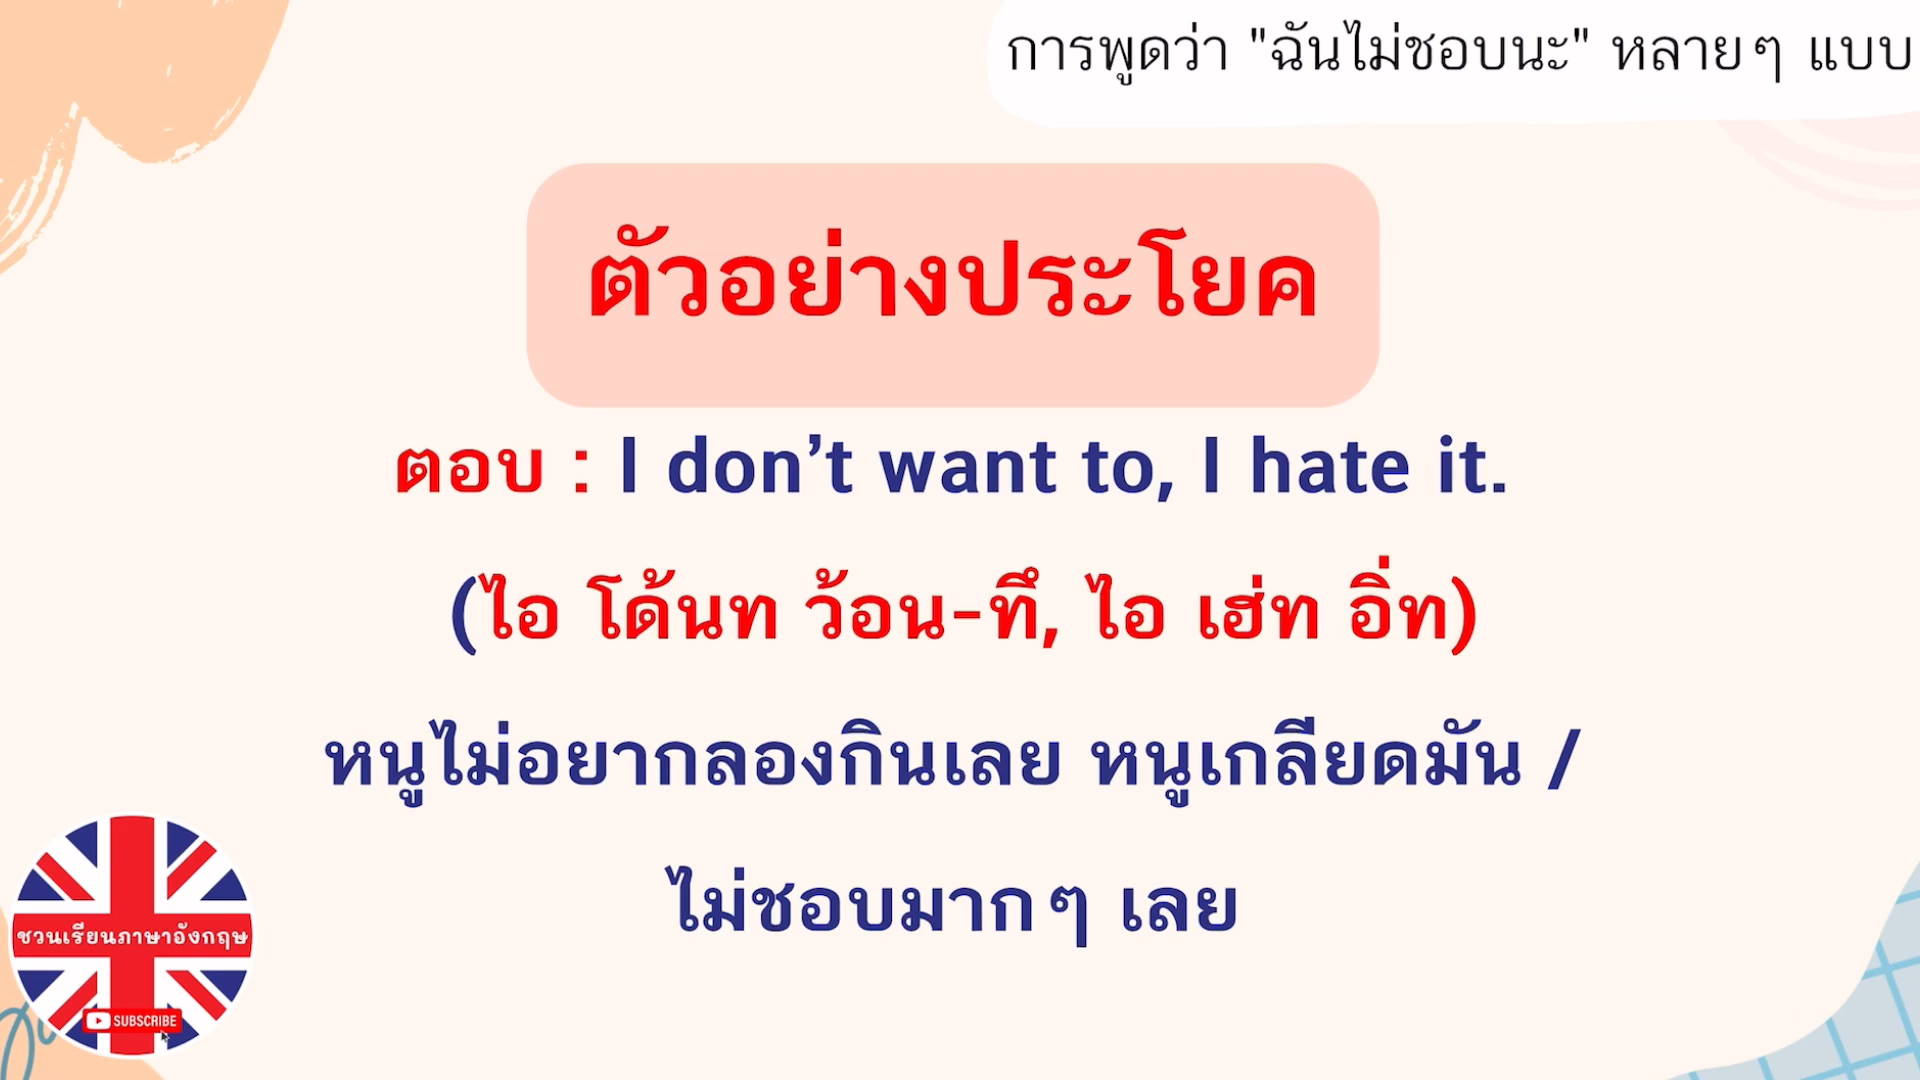 การพูดว่า "ฉันไม่ชอบนะ" หลายๆ แบบ
ตัวอย่างประโยค
ตอบ : I don’t want to, I hate it.
(ไอ โด้นท ว้อน-ทึ, ไอ เฮ่ท อิ่ท)
หนูไม่อยากลองกินเลย หนูเกลียดมัน /
ไม่ชอบมากๆ เลย
ชวนเรียนภาษาอังกฤษ
SUBSCRIBE